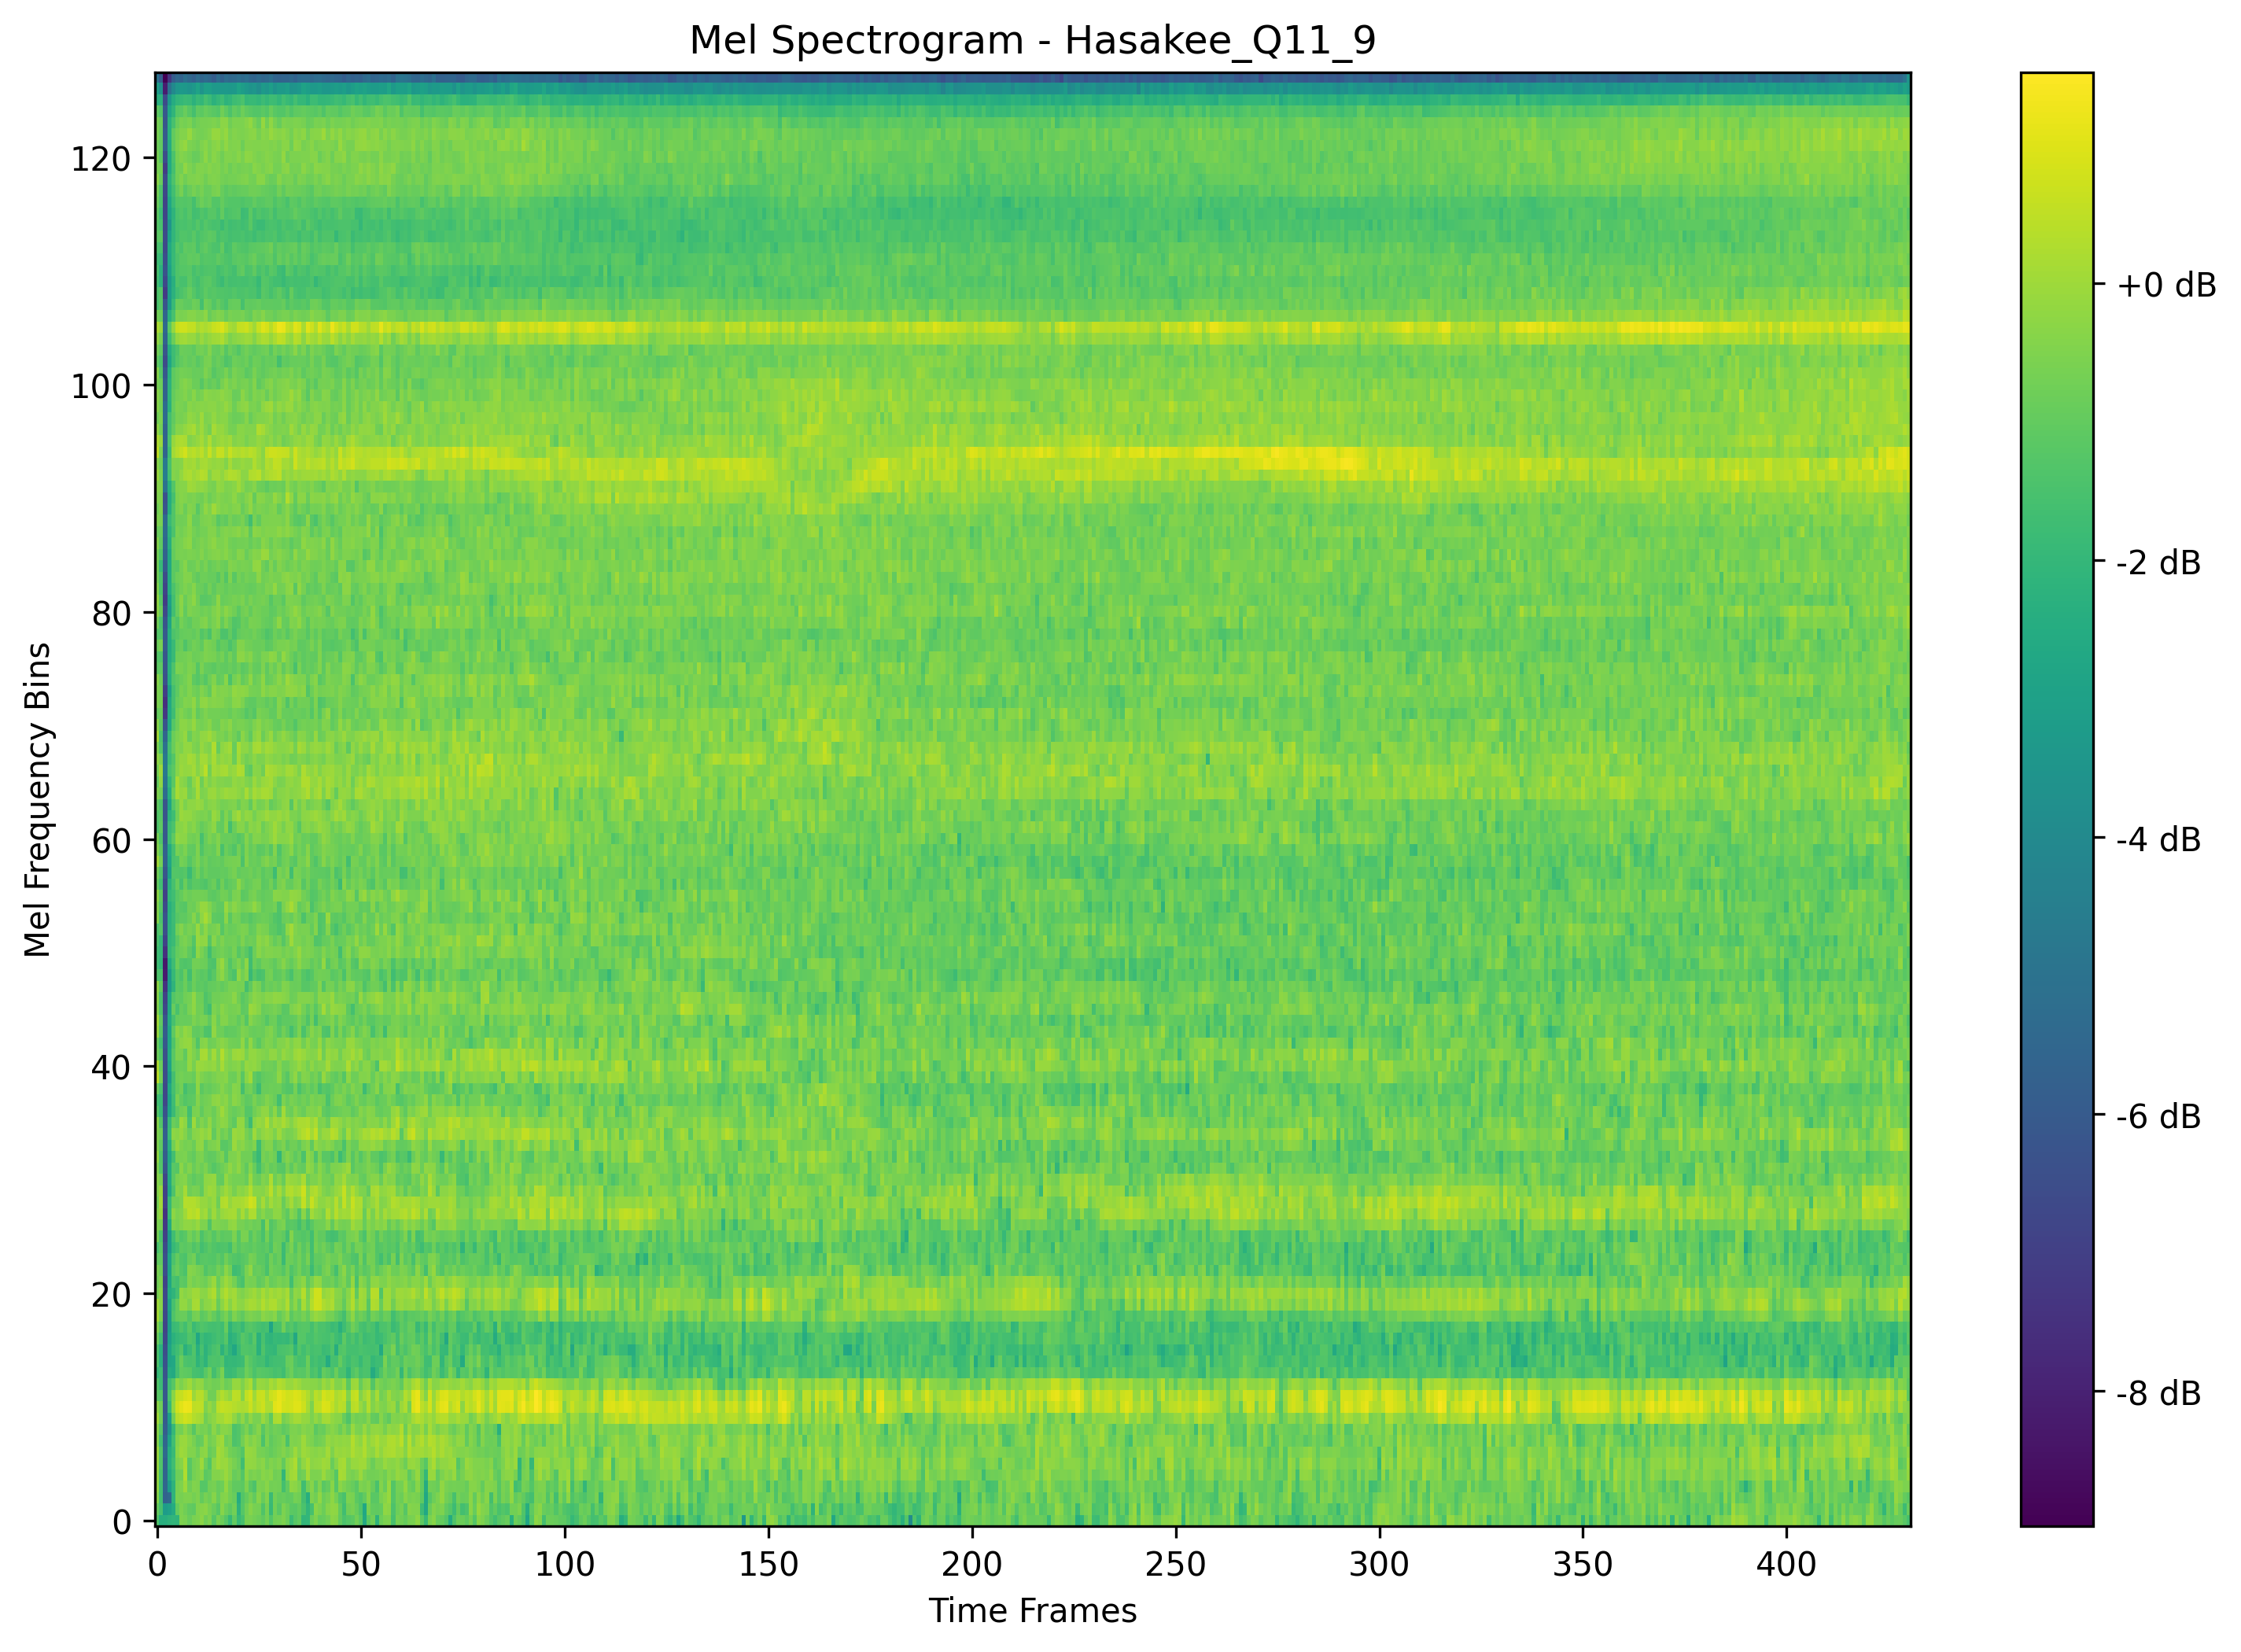 Mel Spectrogram - Hasakee_Q11_9
120
100
80
60
40
20
0
Mel Frequency Bins
0 50 100 150 200 250 300 350 400
Time Frames
+0 dB
-2 dB
-4 dB
-6 dB
-8 dB